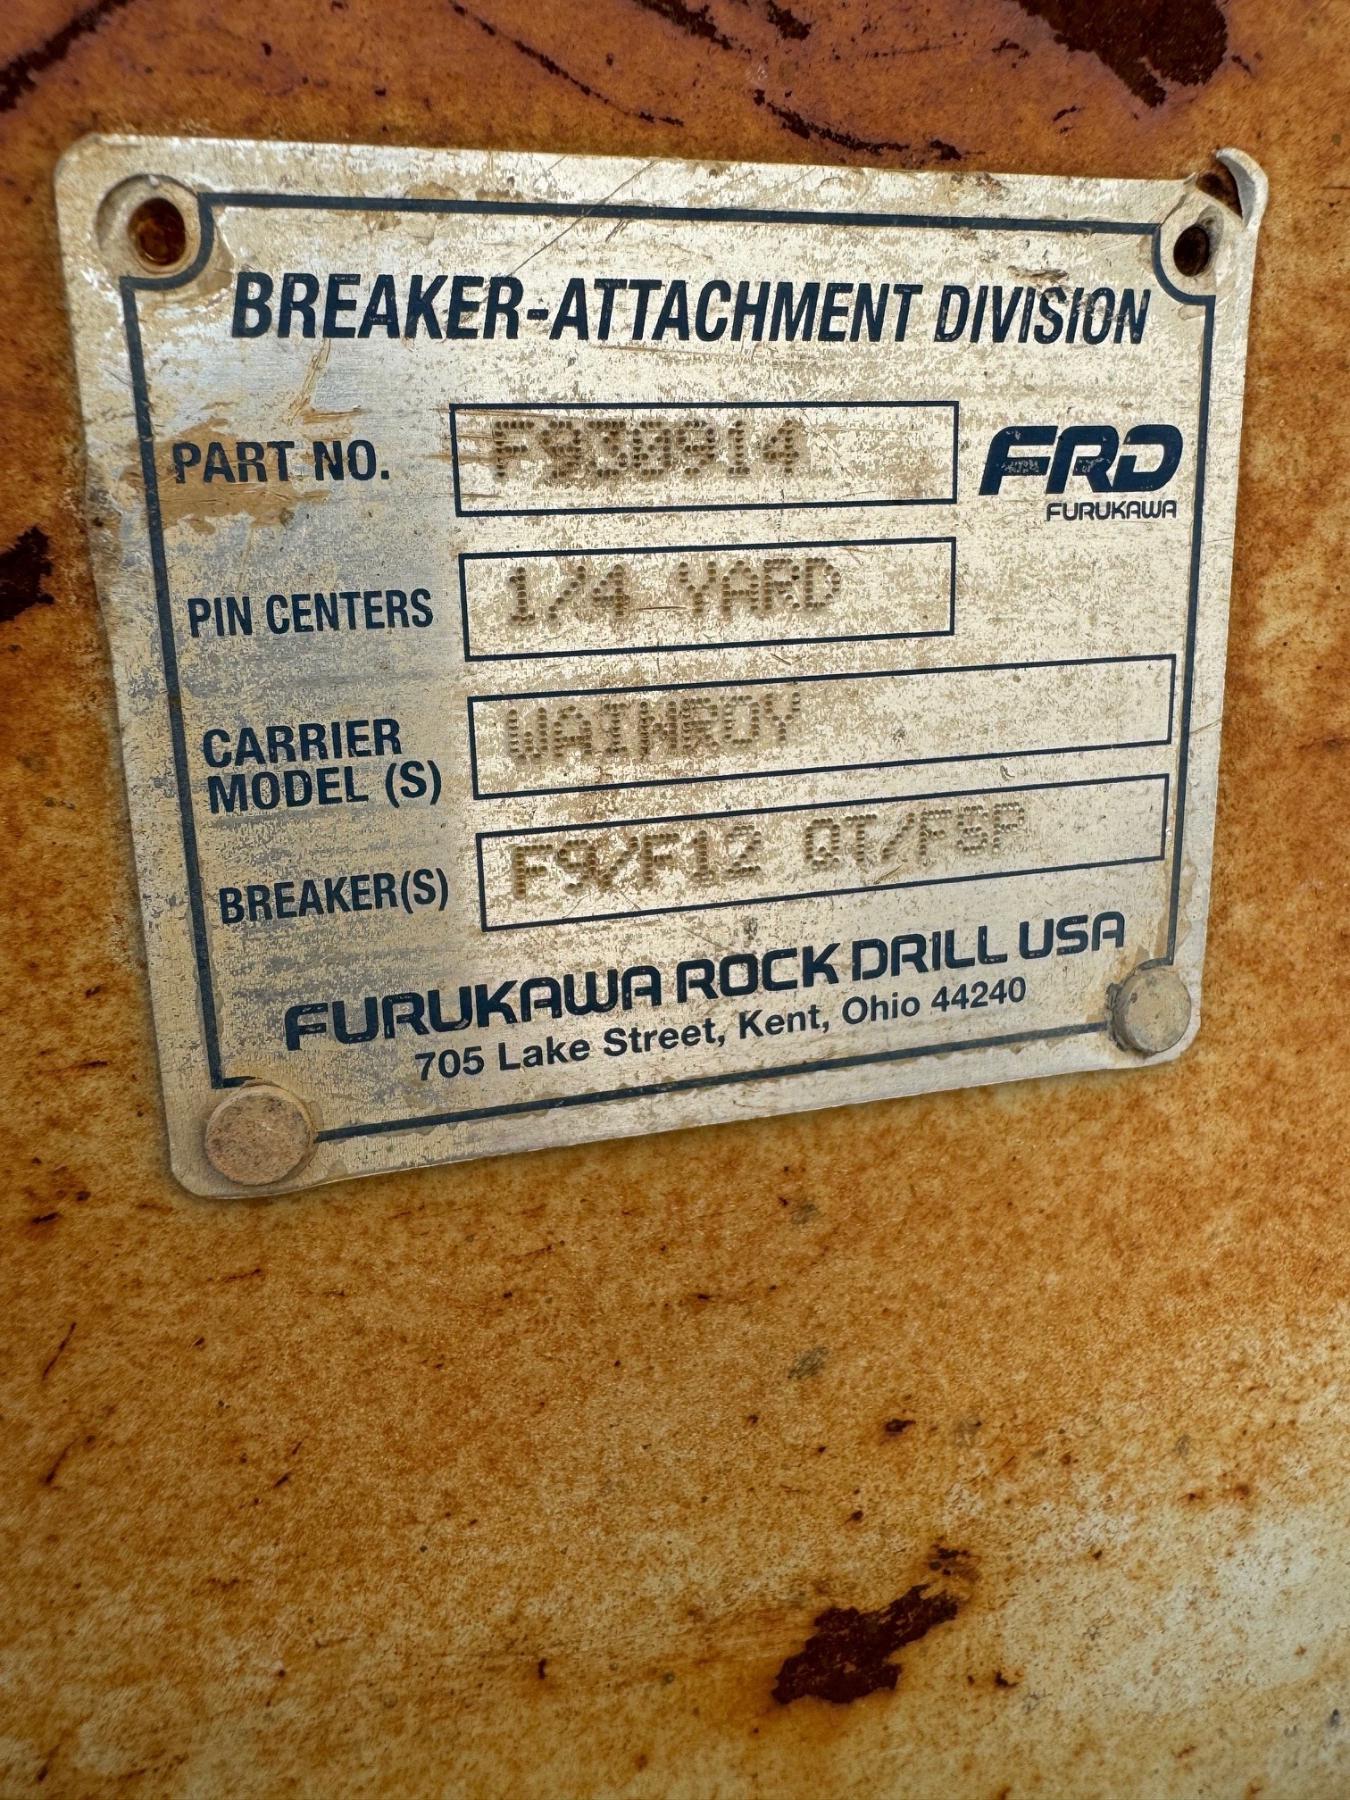 BREAKER-ATTACHMENT DIVISION
PART NO. F930914
FRD
FURUKAWA
PIN CENTERS 1/4 YARD
CARRIER MODEL (S) WAINROY
BREAKER(S) F9/F12 QT/FSP
FURUKAWA ROCK DRILL USA
705 Lake Street, Kent, Ohio 44240